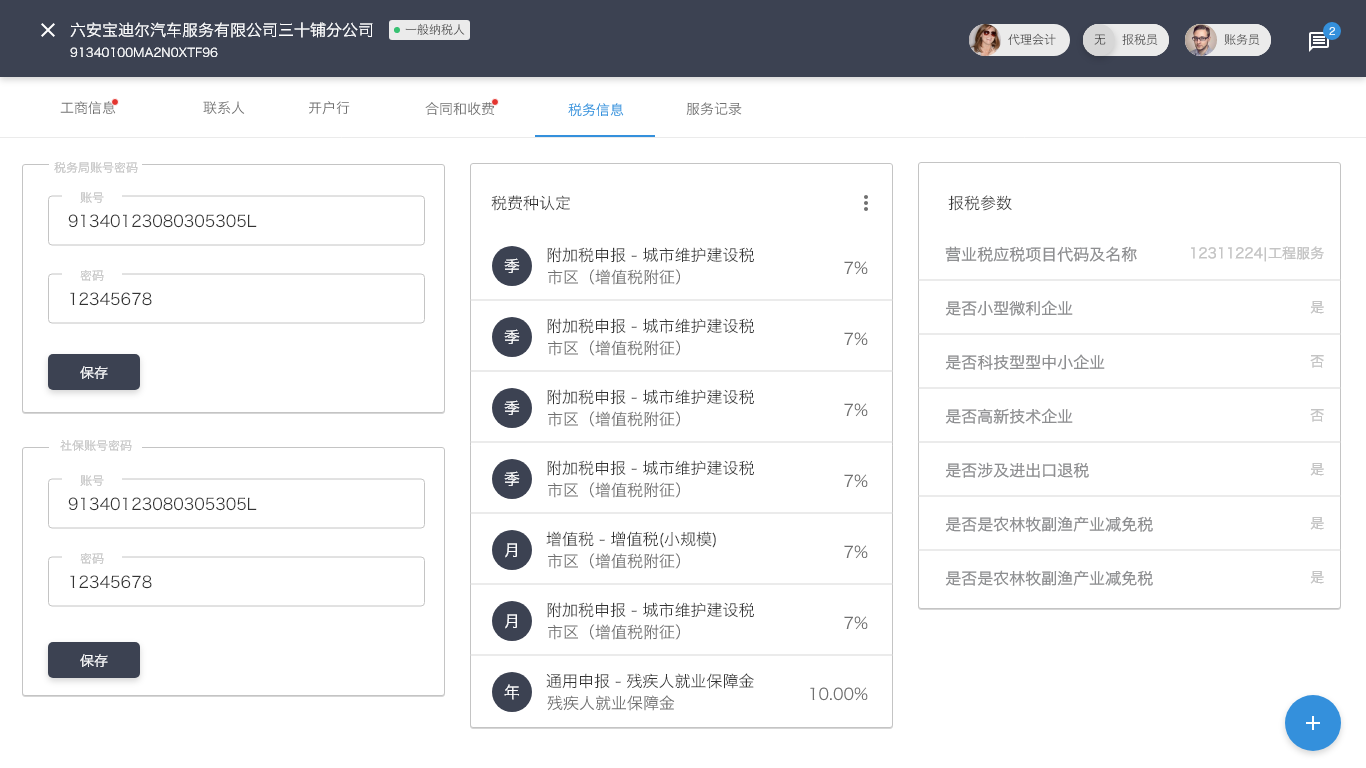 六安宝迪尔汽车服务有限公司三十铺分公司
一般纳税人
91340100MA2N0XTF96
代理会计
无
报税员
账务员
2
工商信息
联系人
开户行
合同和收费
税务信息
服务记录
税务局账号密码
账号
91340123080305305L
密码
12345678
保存
社保账号密码
账号
91340123080305305L
密码
12345678
保存
税费种认定
季
附加税申报 - 城市维护建设税
市区（增值税附征）
7%
季
附加税申报 - 城市维护建设税
市区（增值税附征）
7%
季
附加税申报 - 城市维护建设税
市区（增值税附征）
7%
季
附加税申报 - 城市维护建设税
市区（增值税附征）
7%
月
增值税 - 增值税(小规模)
市区（增值税附征）
7%
月
附加税申报 - 城市维护建设税
市区（增值税附征）
7%
年
通用申报 - 残疾人就业保障金
残疾人就业保障金
10.00%
报税参数
营业税应税项目代码及名称
12311224|工程服务
是否小型微利企业
是
是否科技型型中小企业
否
是否高新技术企业
否
是否涉及进出口退税
是
是否是农林牧副渔产业减免税
是
是否是农林牧副渔产业减免税
是